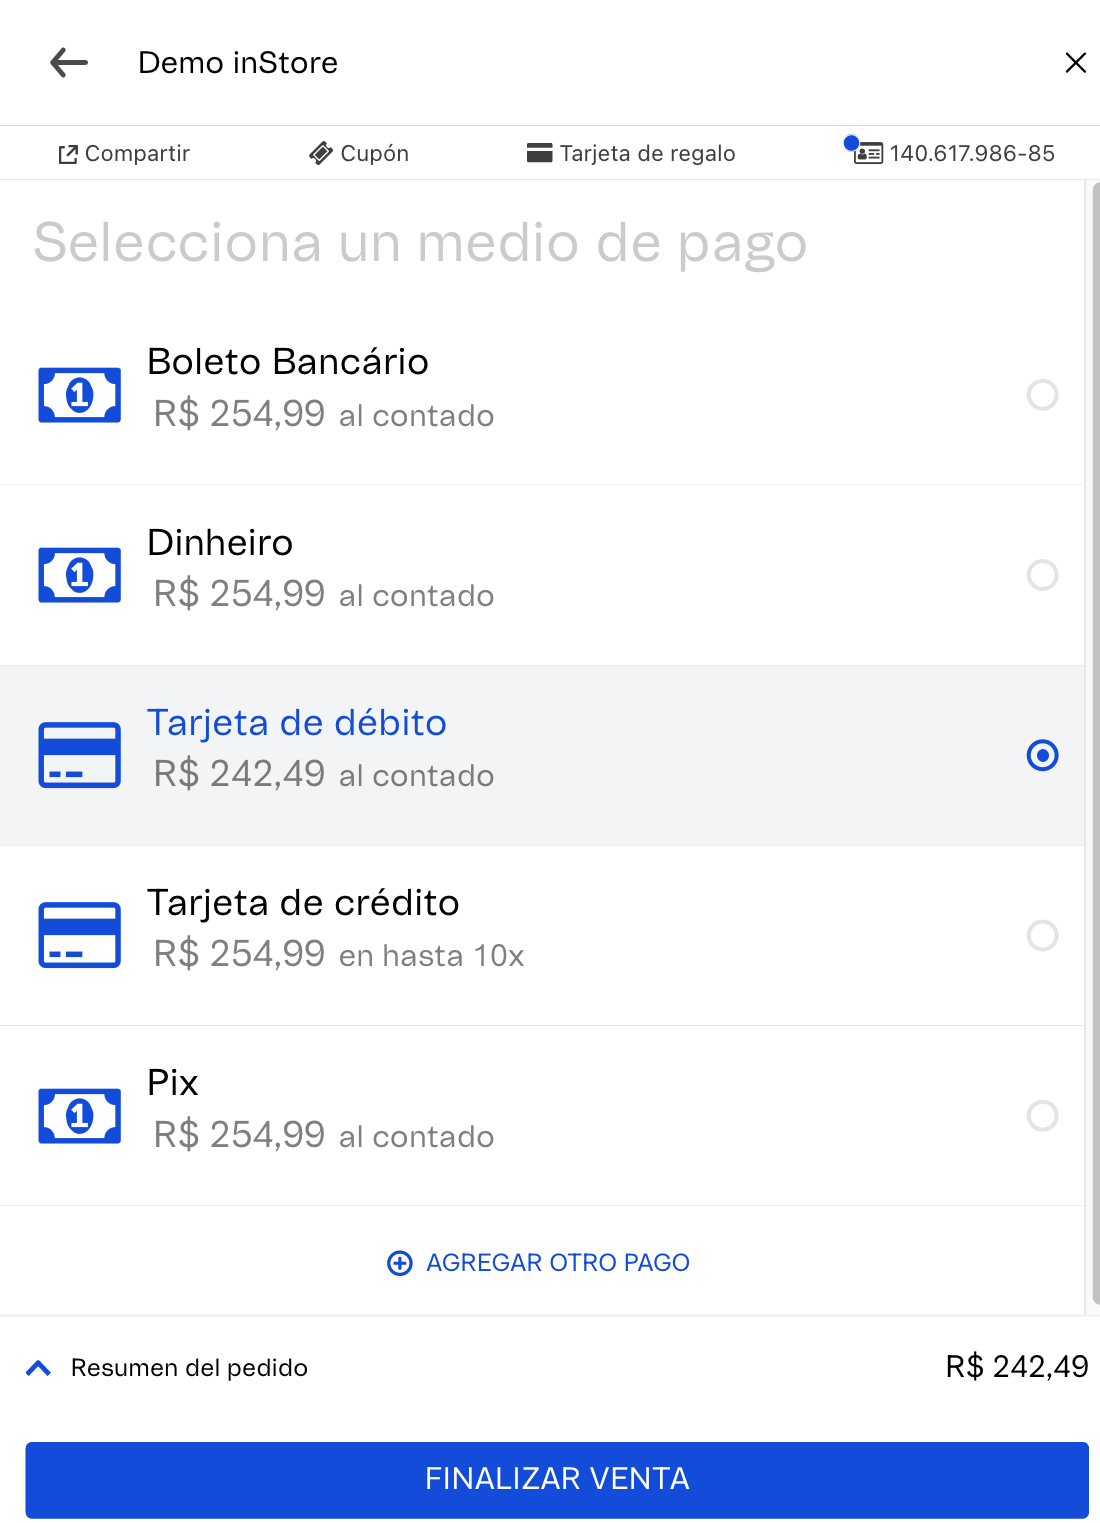 Demo inStore
Compartir Cupón Tarjeta de regalo 140.617.986-85
Selecciona un medio de pago
Boleto Bancário
R$ 254,99 al contado
Dinheiro
R$ 254,99 al contado
Tarjeta de débito
R$ 242,49 al contado
Tarjeta de crédito
R$ 254,99 en hasta 10x
Pix
R$ 254,99 al contado
AGREGAR OTRO PAGO
Resumen del pedido R$ 242,49
FINALIZAR VENTA